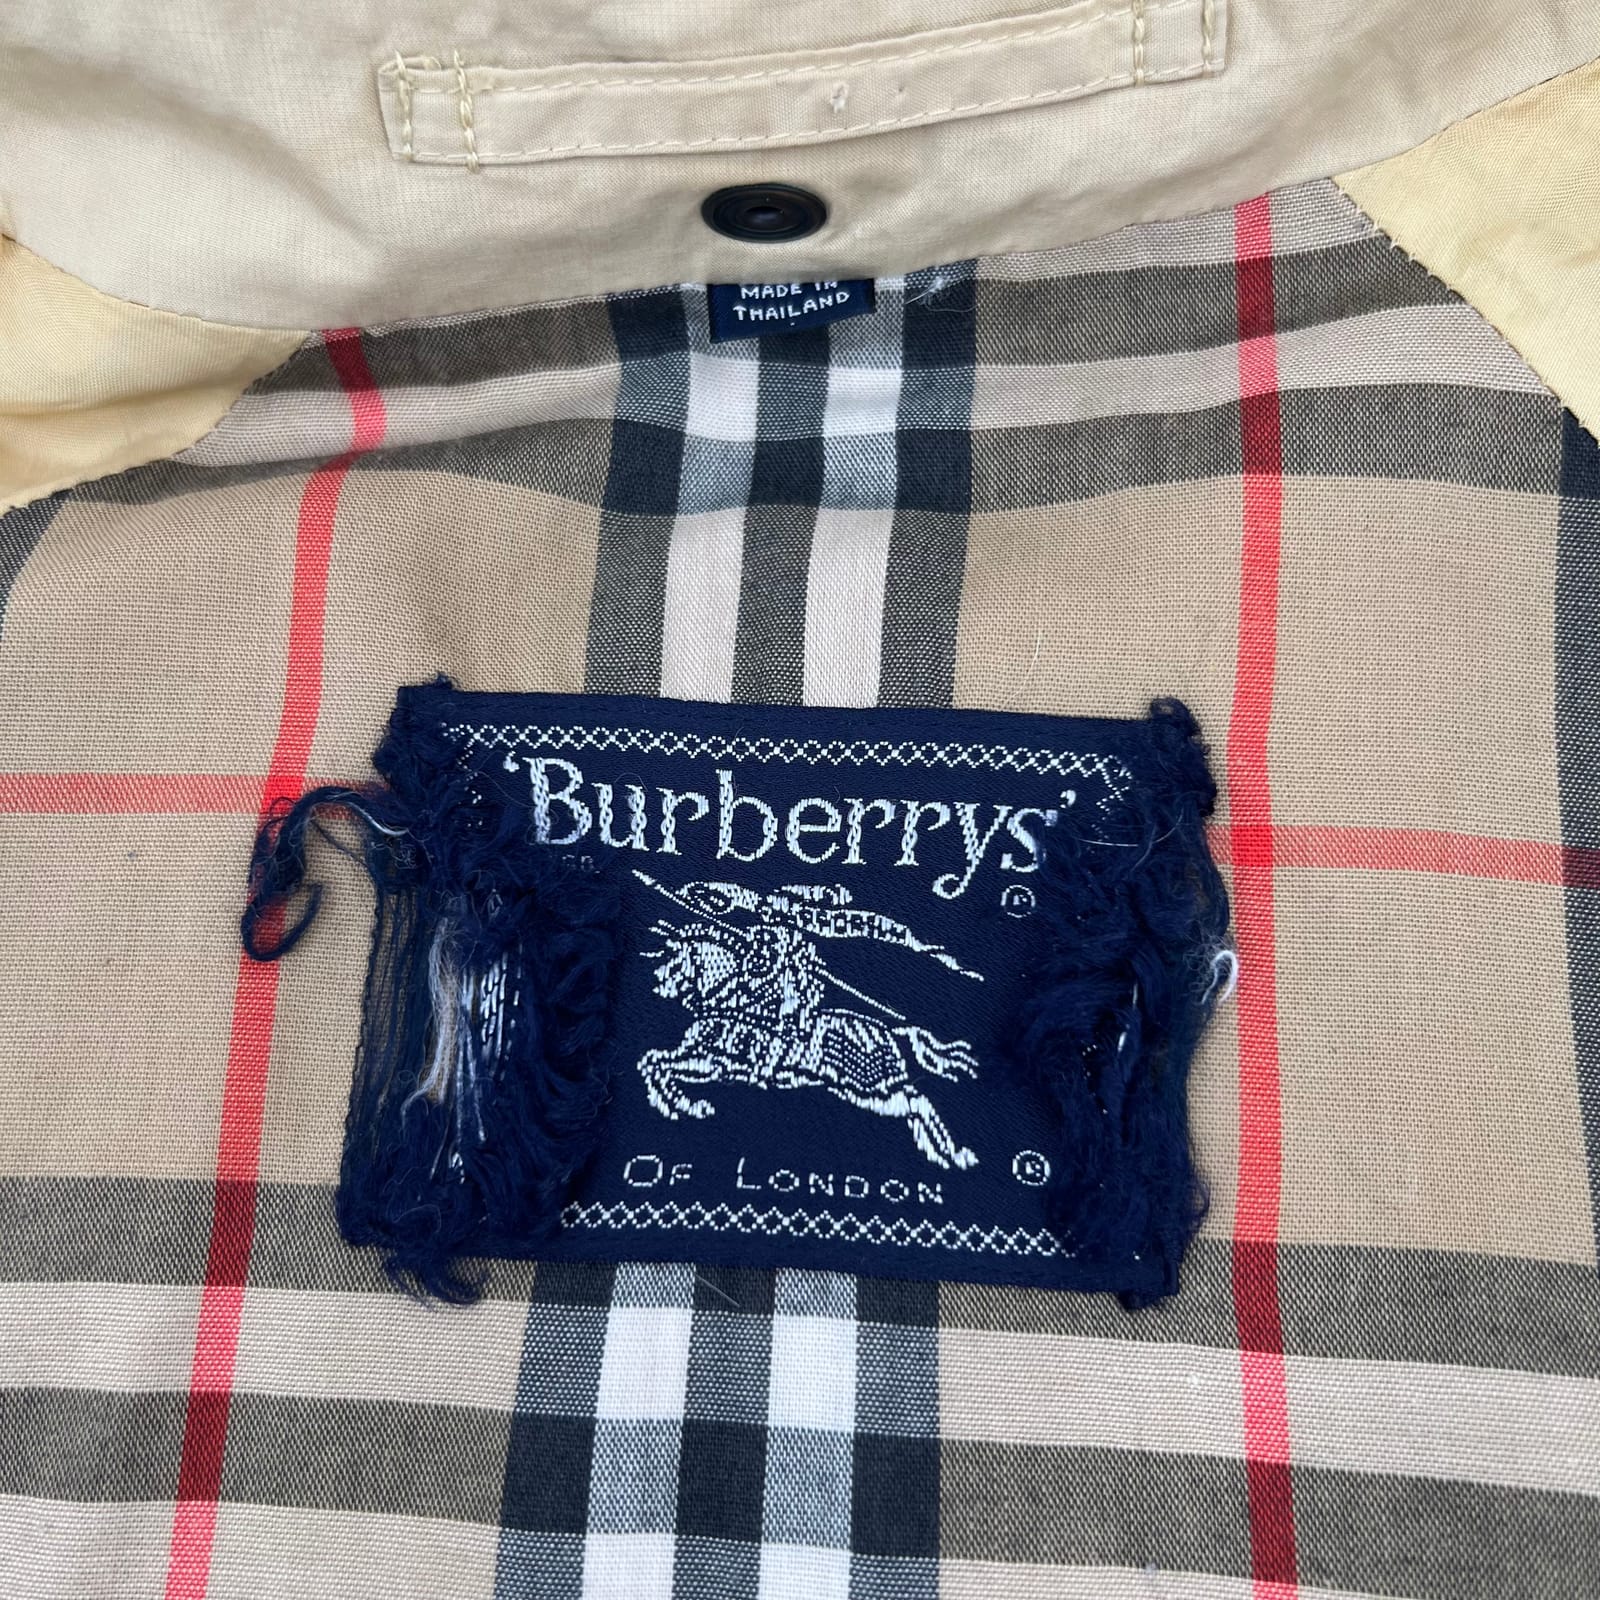 MADE IN
THAILAND
'Burberrys'
®
OF LONDON
®